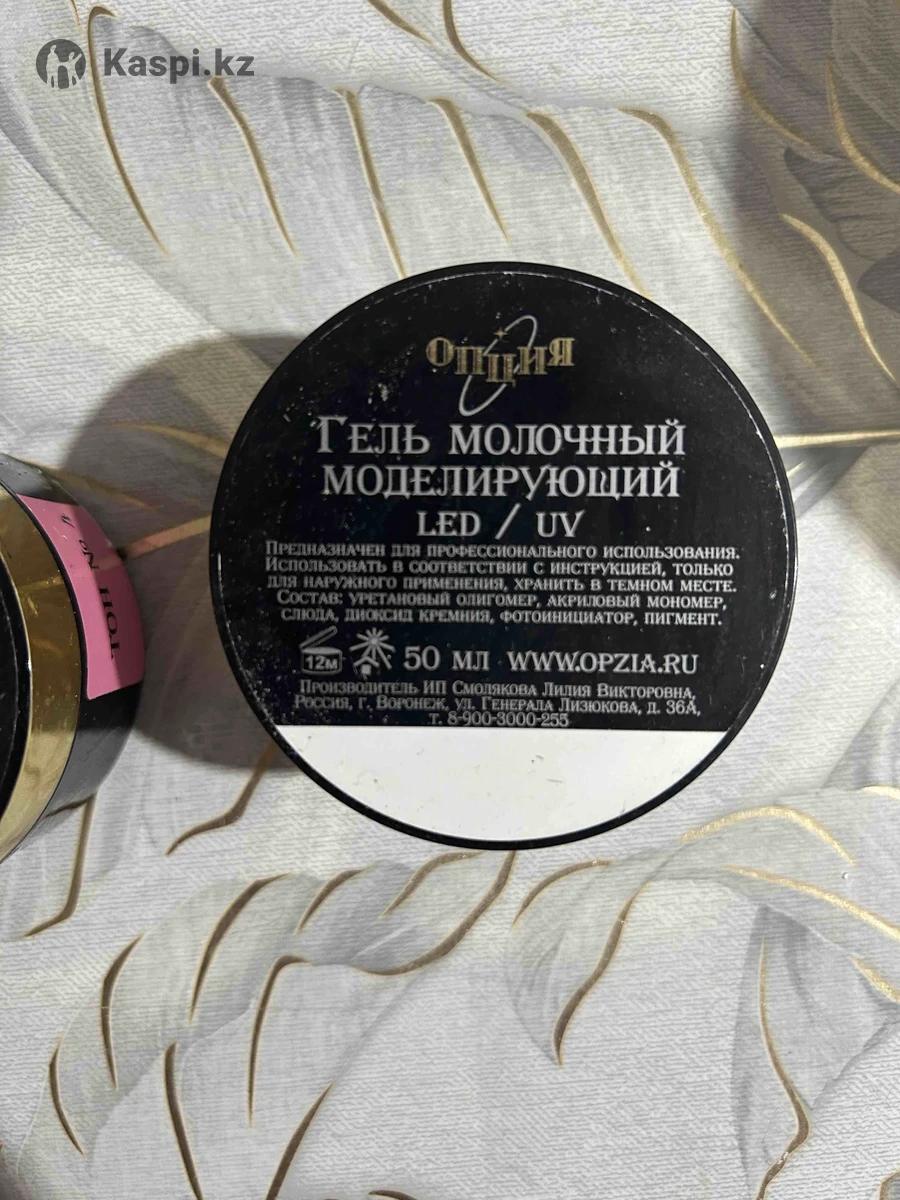 Kaspi.kz
ОПЦИЯ
ГЕЛЬ МОЛОЧНЫЙ
МОДЕЛИРУЮЩИЙ
LED / UV
ПРЕДНАЗНАЧЕН ДЛЯ ПРОФЕССИОНАЛЬНОГО ИСПОЛЬЗОВАНИЯ.
ИСПОЛЬЗОВАТЬ В СООТВЕТСТВИИ С ИНСТРУКЦИЕЙ, ТОЛЬКО
ДЛЯ НАРУЖНОГО ПРИМЕНЕНИЯ, ХРАНИТЬ В ТЕМНОМ МЕСТЕ.
СОСТАВ: УРЕТАНОВЫЙ ОЛИГОМЕР, АКРИЛОВЫЙ МОНОМЕР,
СЛЮДА, ДИОКСИД КРЕМНИЯ, ФОТОИНИЦИАТОР, ПИГМЕНТ.
12М 50 МЛ WWW.OPZIA.RU
ПРОИЗВОДИТЕЛЬ ИП СМОЛЯКОВА ЛИЛИЯ ВИКТОРОВНА,
РОССИЯ, Г. ВОРОНЕЖ, УЛ. ГЕНЕРАЛА ЛИЗЮКОВА, Д. 36А,
Т. 8-900-3000-255